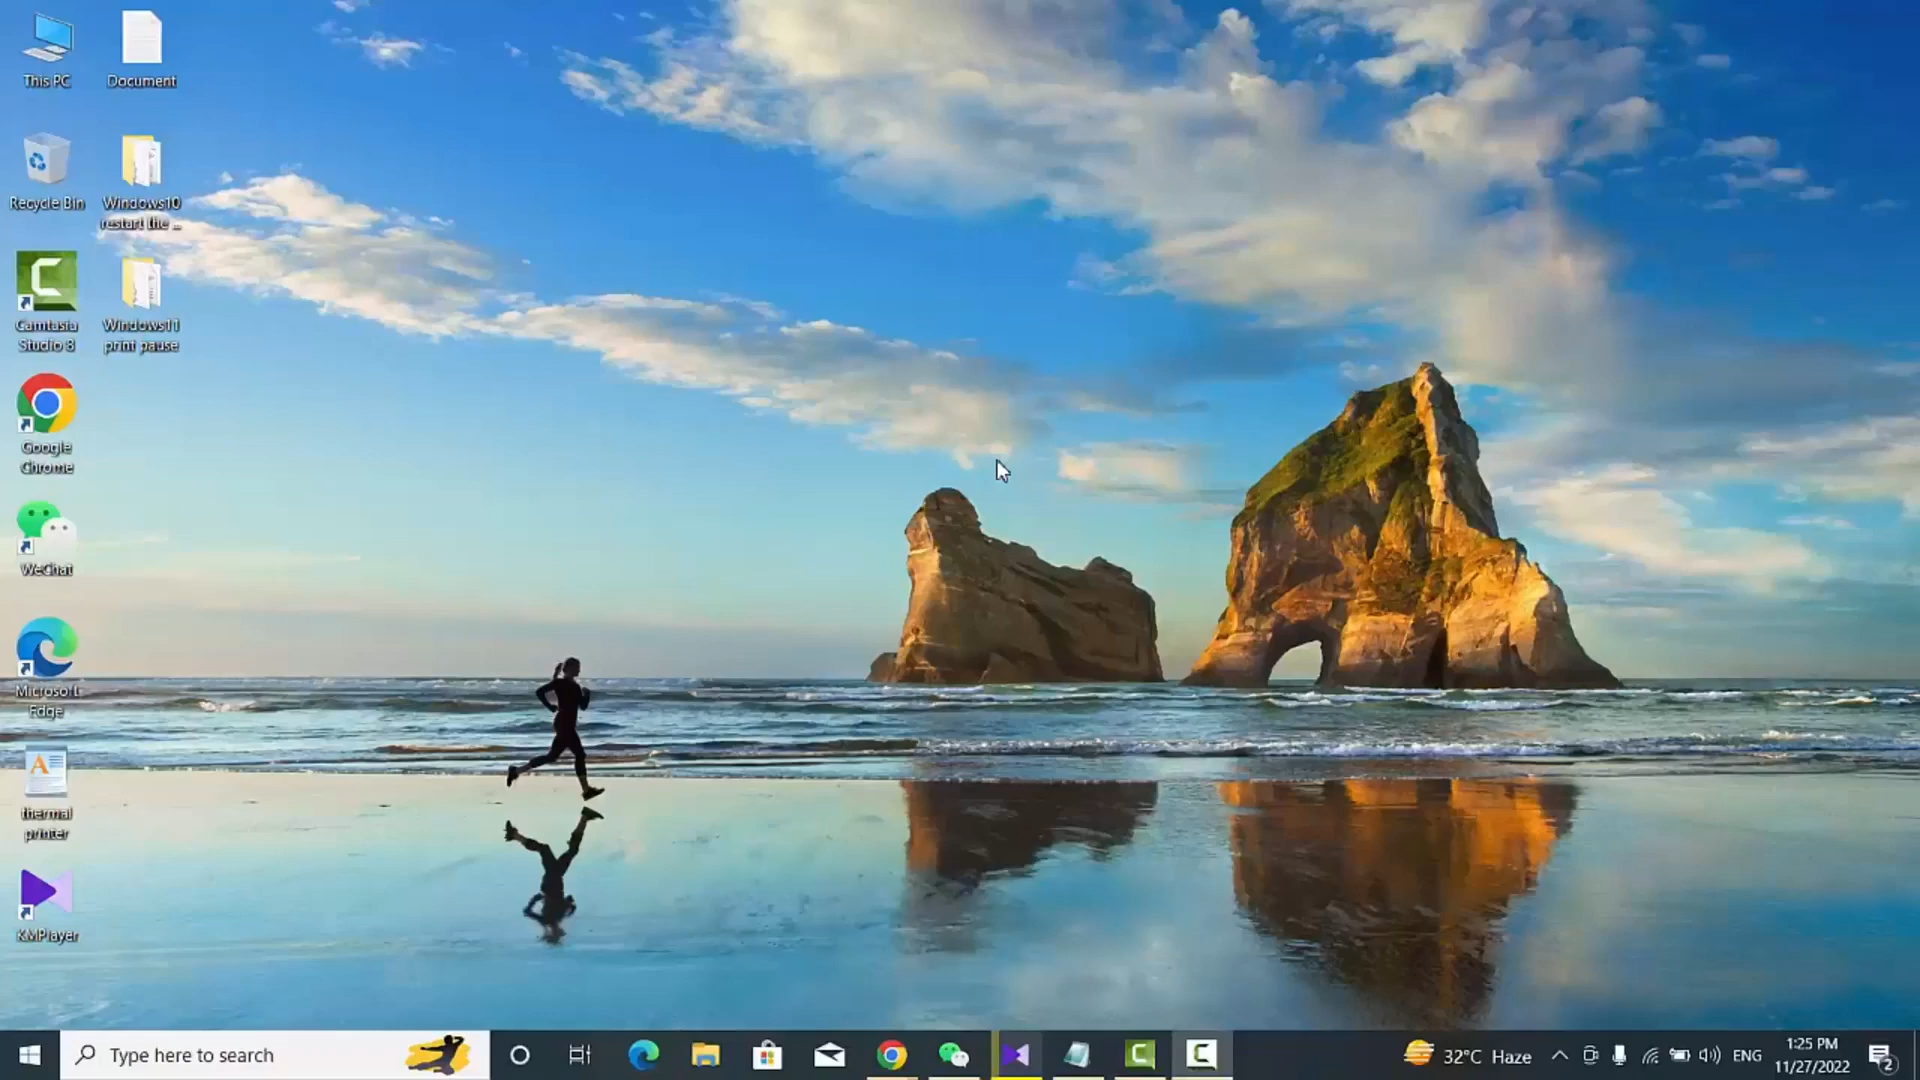 This PC
Document
Recycle Bin
Windows10
restart the ...
Camtasia
Studio 8
Windows11
print pause
Google
Chrome
WeChat
Microsoft
Edge
thermal
printer
KMPlayer
Type here to search
32°C Haze
ENG
1:25 PM
11/27/2022
2